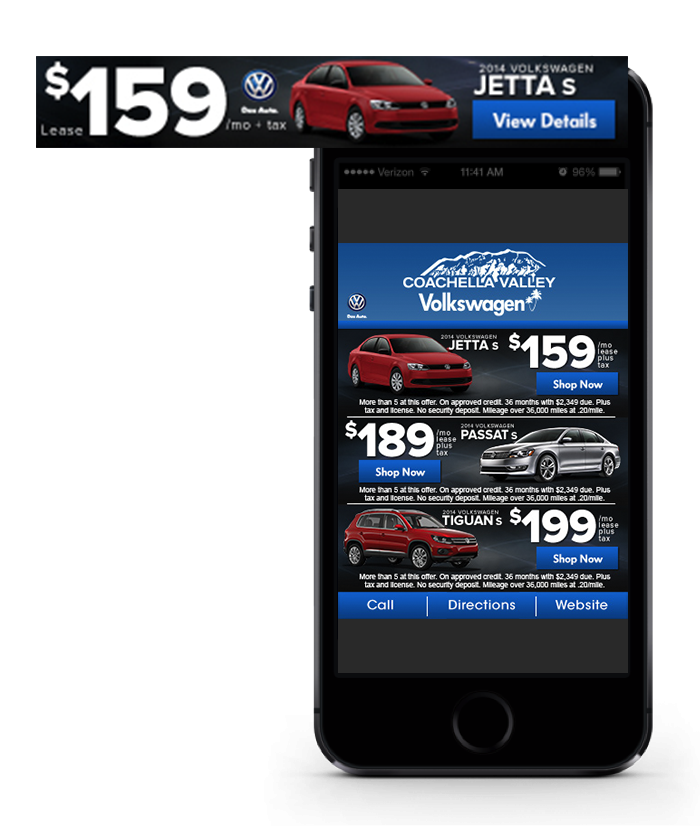 $159
Lease
/mo + tax
Das Auto.
2014 VOLKSWAGEN
JETTA S
View Details
Verizon
11:41 AM
96%
COACHELLA VALLEY
Volkswagen
Das Auto.
2014 VOLKSWAGEN
JETTA S
$159
/mo
lease
plus
tax
Shop Now
More than 5 at this offer. On approved credit. 36 months with $2,349 due. Plus
tax and license. No security deposit. Mileage over 36,000 miles at .20/mile.
$189
/mo
lease
plus
tax
2014 VOLKSWAGEN
PASSAT S
Shop Now
More than 5 at this offer. On approved credit. 36 months with $2,349 due. Plus
tax and license. No security deposit. Mileage over 36,000 miles at .20/mile.
2014 VOLKSWAGEN
TIGUAN S
$199
/mo
lease
plus
tax
Shop Now
More than 5 at this offer. On approved credit. 36 months with $2,349 due. Plus
tax and license. No security deposit. Mileage over 36,000 miles at .20/mile.
Call
Directions
Website